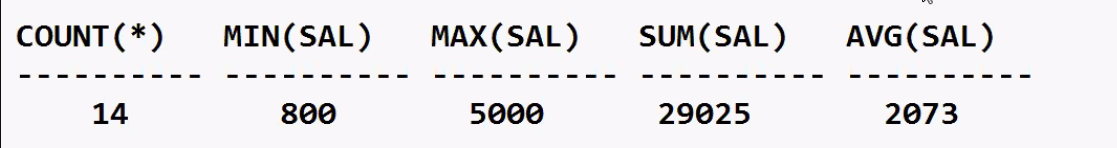 COUNT(*) MIN(SAL) MAX(SAL) SUM(SAL) AVG(SAL)
---------- ---------- ---------- ---------- ----------
14 800 5000 29025 2073